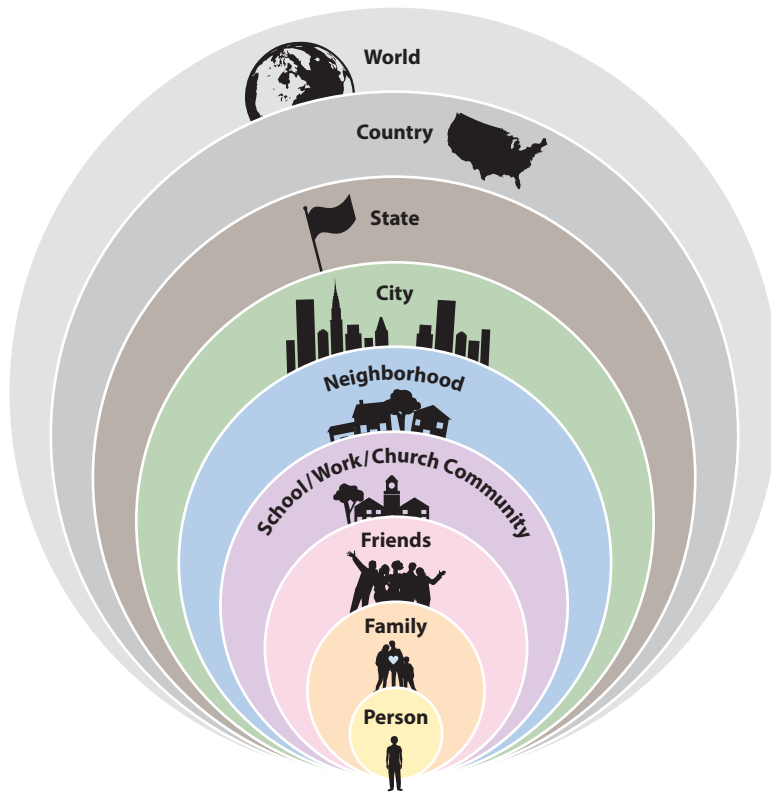 World
Country
State
City
Neighborhood
School/Work/Church Community
Friends
Family
Person